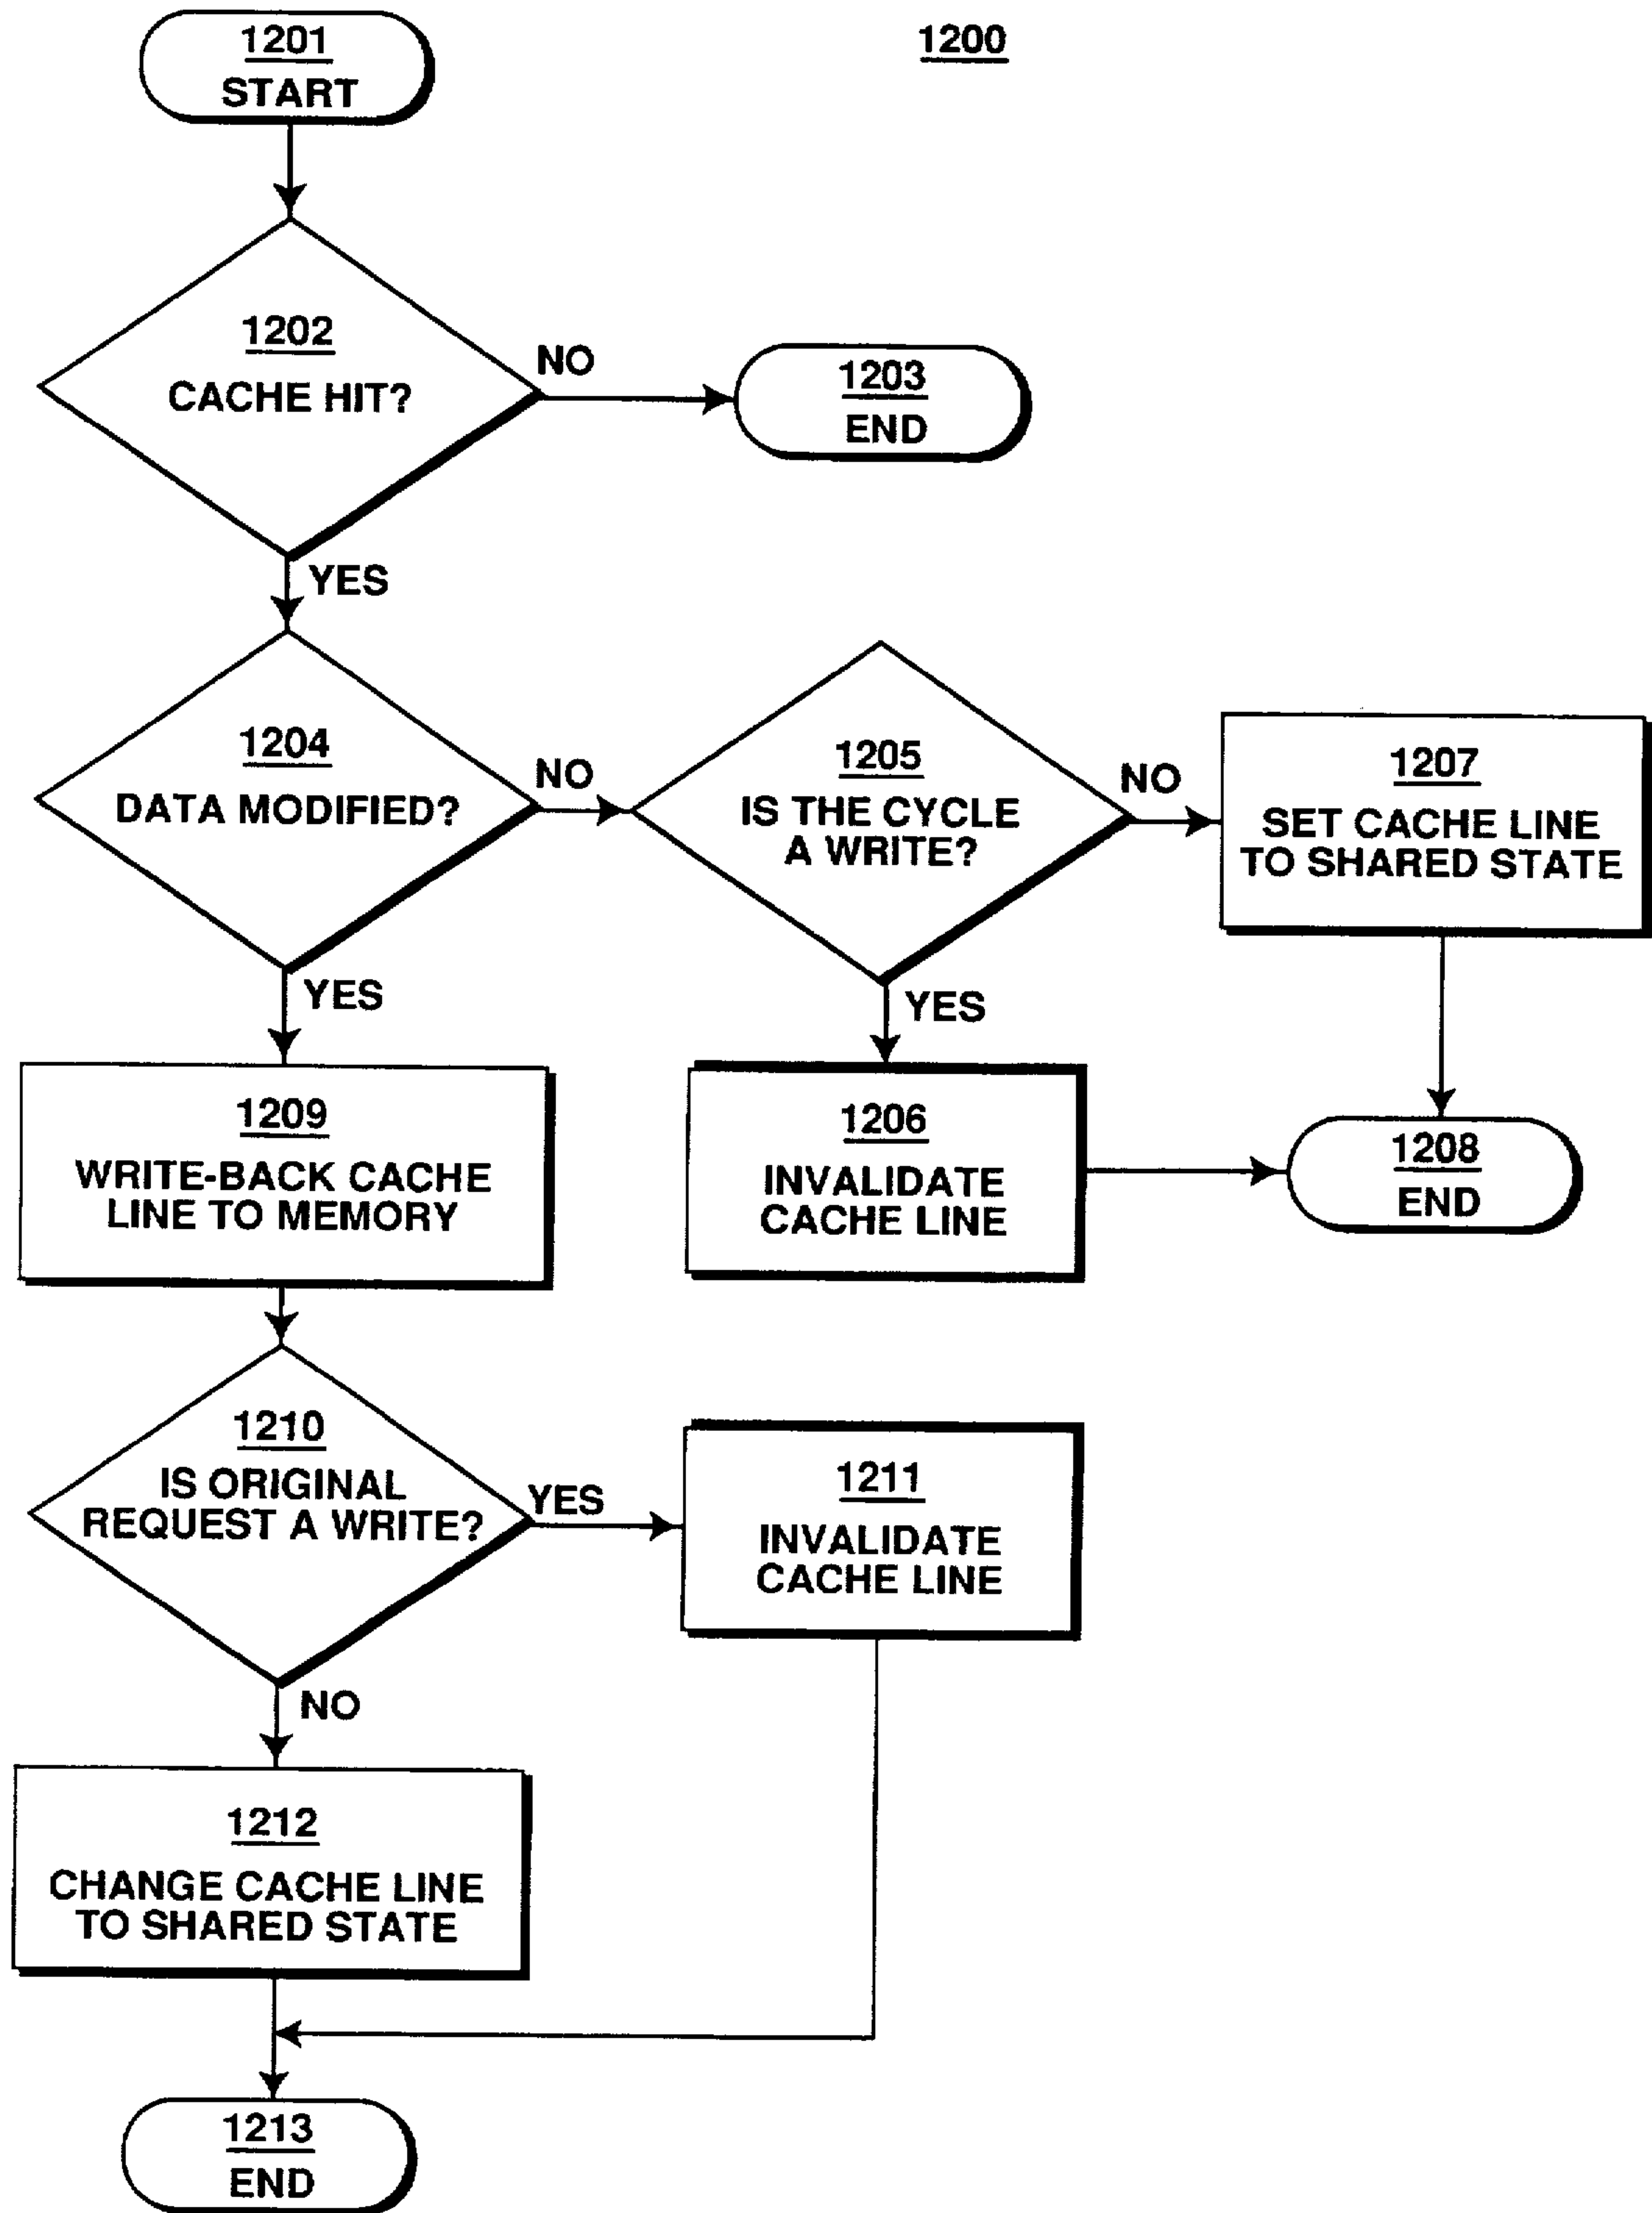 1200
1201
START
1202
CACHE HIT?
NO
1203
END
YES
1204
DATA MODIFIED?
NO
1205
IS THE CYCLE
A WRITE?
NO
1207
SET CACHE LINE
TO SHARED STATE
YES
YES
1209
WRITE-BACK CACHE
LINE TO MEMORY
1206
INVALIDATE
CACHE LINE
1208
END
1210
IS ORIGINAL
REQUEST A WRITE?
YES
1211
INVALIDATE
CACHE LINE
NO
1212
CHANGE CACHE LINE
TO SHARED STATE
1213
END